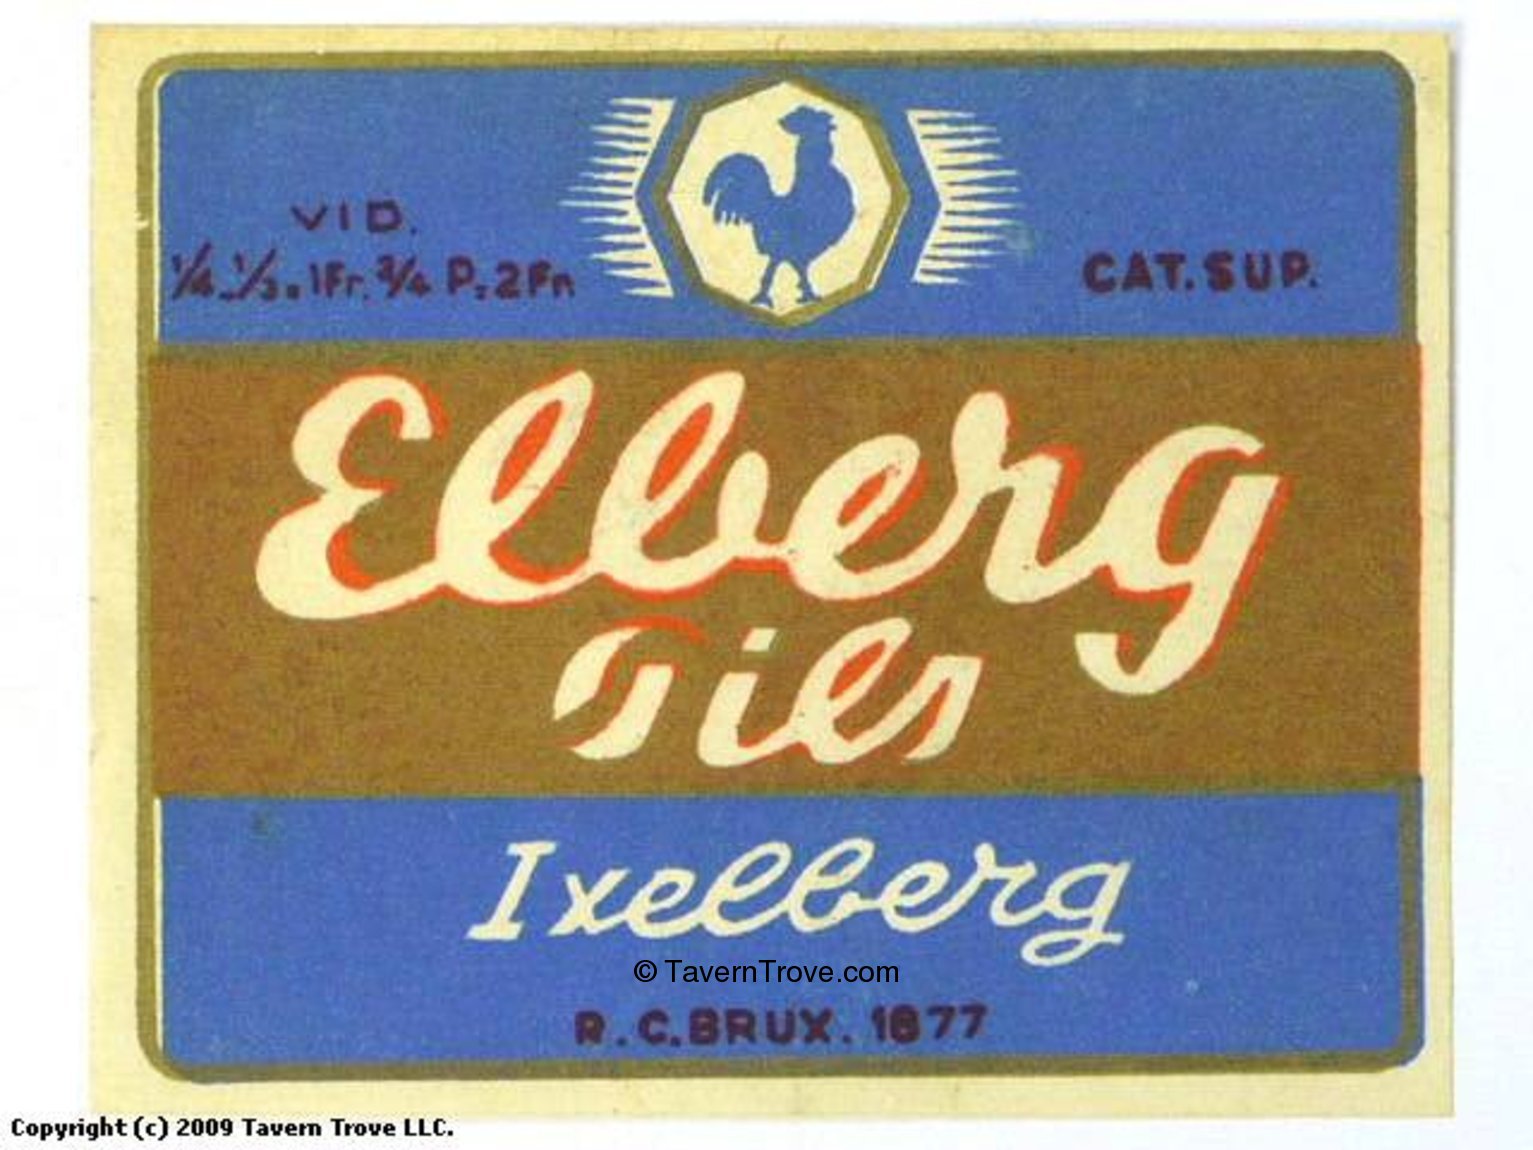 VID.
1/4-1/3.1Fr. 3/4 P.2Fn
CAT.SUP.
Elberg
Pils
Ixelberg
© TavernTrove.com
R.C.BRUX. 1877
Copyright (c) 2009 Tavern Trove LLC.